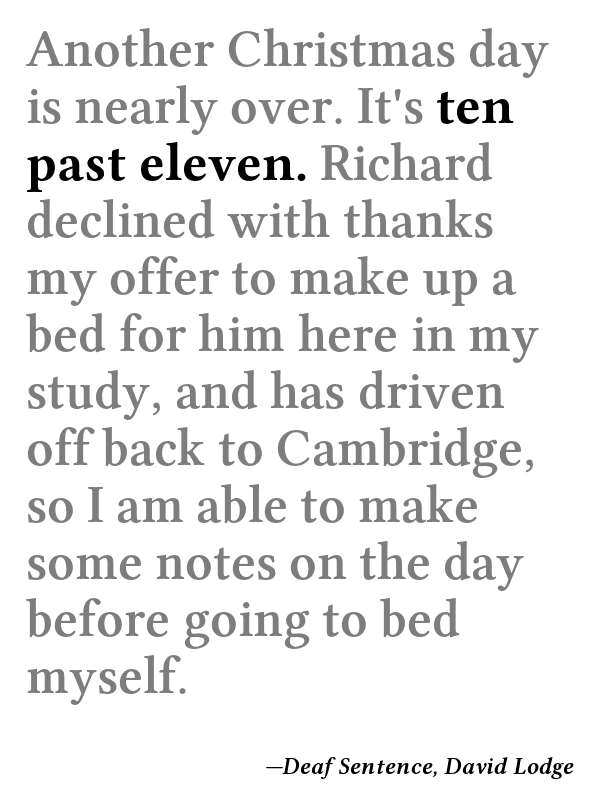 Another Christmas day
is nearly over. It's ten
past eleven. Richard
declined with thanks
my offer to make up a
bed for him here in my
study, and has driven
off back to Cambridge,
so I am able to make
some notes on the day
before going to bed
myself.
—Deaf Sentence, David Lodge